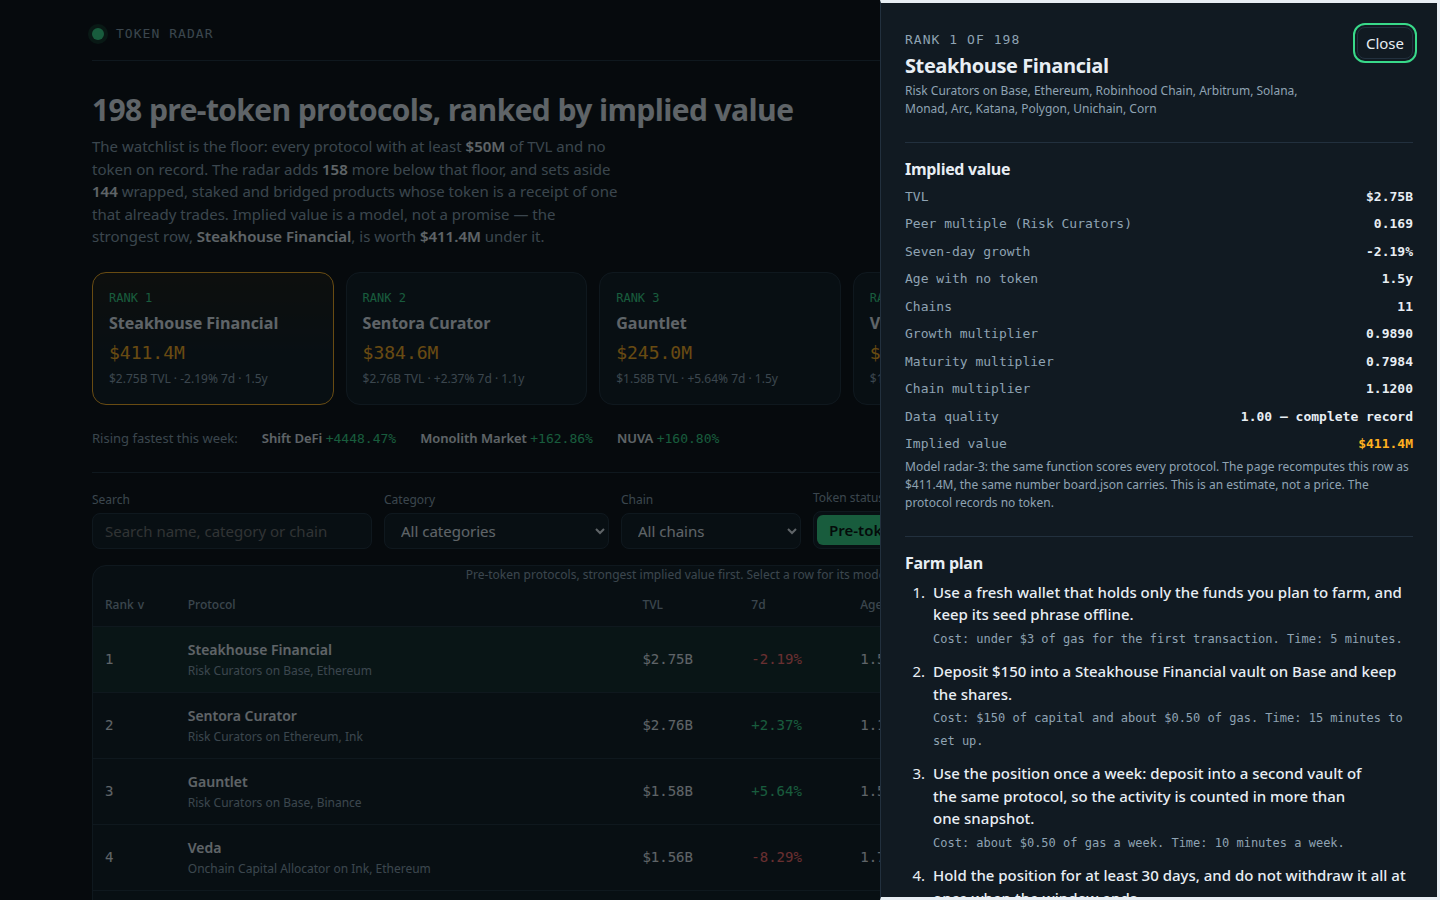 TOKEN RADAR
198 pre-token protocols, ranked by implied value
The watchlist is the floor: every protocol with at least $50M of TVL and no
token on record. The radar adds 158 more below that floor, and sets aside
144 wrapped, staked and bridged products whose token is a receipt of one
that already trades. Implied value is a model, not a promise — the
strongest row, Steakhouse Financial, is worth $411.4M under it.
RANK 1
Steakhouse Financial
$411.4M
$2.75B TVL · -2.19% 7d · 1.5y
RANK 2
Sentora Curator
$384.6M
$2.76B TVL · +2.37% 7d · 1.1y
RANK 3
Gauntlet
$245.0M
$1.58B TVL · +5.64% 7d · 1.5y
Rising fastest this week: Shift DeFi +4448.47% Monolith Market +162.86% NUVA +160.80%
Search
Category
Chain
Token status
Search name, category or chain
All categories
All chains
Pre-tok
Pre-token protocols, strongest implied value first. Select a row for its mod
Rank v Protocol TVL 7d Age
1 Steakhouse Financial $2.75B -2.19% 1.5
Risk Curators on Base, Ethereum
2 Sentora Curator $2.76B +2.37% 1.1
Risk Curators on Ethereum, Ink
3 Gauntlet $1.58B +5.64% 1.5
Risk Curators on Base, Binance
4 Veda $1.56B -8.29% 1.7
Onchain Capital Allocator on Ink, Ethereum
RANK 1 OF 198
Close
Steakhouse Financial
Risk Curators on Base, Ethereum, Robinhood Chain, Arbitrum, Solana,
Monad, Arc, Katana, Polygon, Unichain, Corn
Implied value
TVL $2.75B
Peer multiple (Risk Curators) 0.169
Seven-day growth -2.19%
Age with no token 1.5y
Chains 11
Growth multiplier 0.9890
Maturity multiplier 0.7984
Chain multiplier 1.1200
Data quality 1.00 — complete record
Implied value $411.4M
Model radar-3: the same function scores every protocol. The page recomputes this row as
$411.4M, the same number board.json carries. This is an estimate, not a price. The
protocol records no token.
Farm plan
1. Use a fresh wallet that holds only the funds you plan to farm, and
keep its seed phrase offline.
Cost: under $3 of gas for the first transaction. Time: 5 minutes.
2. Deposit $150 into a Steakhouse Financial vault on Base and keep
the shares.
Cost: $150 of capital and about $0.50 of gas. Time: 15 minutes to
set up.
3. Use the position once a week: deposit into a second vault of
the same protocol, so the activity is counted in more than
one snapshot.
Cost: about $0.50 of gas a week. Time: 10 minutes a week.
4. Hold the position for at least 30 days, and do not withdraw it all at
once when the window ends.